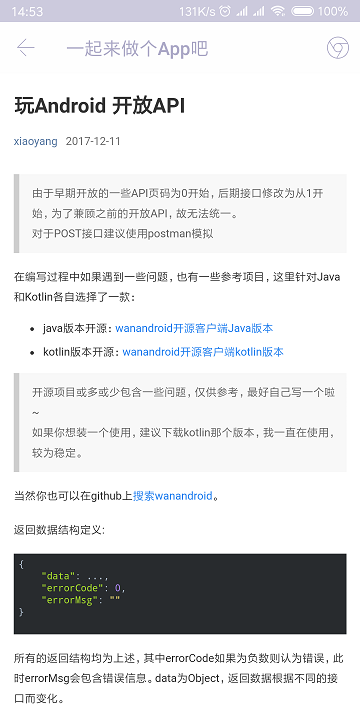 14:53 131K/s 100%
一起来做个App吧
玩Android 开放API
xiaoyang 2017-12-11
由于早期开放的一些API页码为0开始，后期接口修改为从1开
始，为了兼顾之前的开放API，故无法统一。
对于POST接口建议使用postman模拟
在编写过程中如果遇到一些问题，也有一些参考项目，这里针对Java
和Kotlin各自选择了一款：
• java版本开源: wanandroid开源客户端Java版本
• kotlin版本开源: wanandroid开源客户端kotlin版本
开源项目或多或少包含一些问题，仅供参考，最好自己写一个啦
~
如果你想装一个使用，建议下载kotlin那个版本，我一直在使用，
较为稳定。
当然你也可以在github上搜索wanandroid。
返回数据结构定义:
{
"data": ...,
"errorCode": 0,
"errorMsg": ""
}
所有的返回结构均为上述，其中errorCode如果为负数则认为错误，此
时errorMsg会包含错误信息。data为Object，返回数据根据不同的接
口而变化。